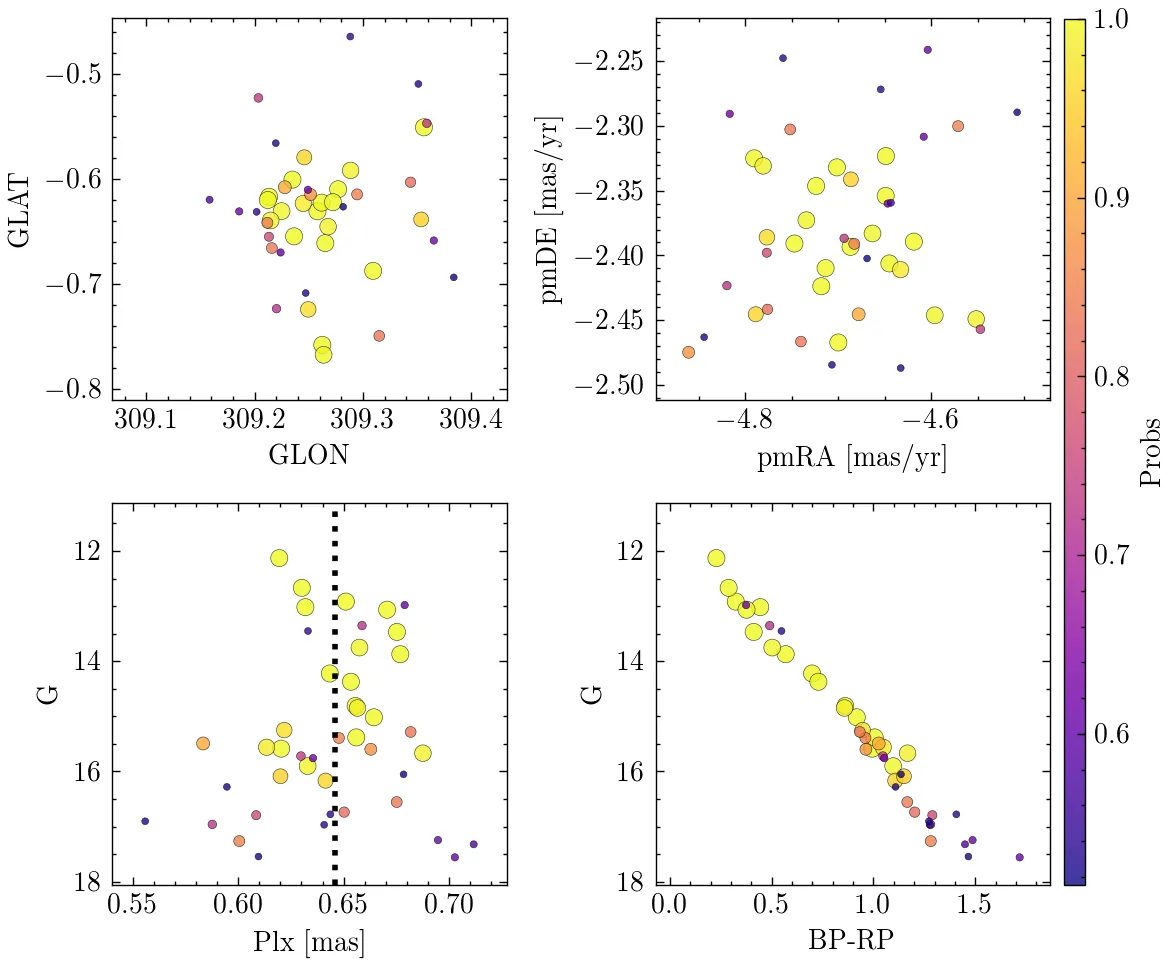 −0.5
−0.6
−0.7
−0.8
GLAT
309.1 309.2 309.3 309.4
GLON
−2.25
−2.30
−2.35
−2.40
−2.45
−2.50
pmDE [mas/yr]
−4.8 −4.6
pmRA [mas/yr]
12
14
16
18
G
0.55 0.60 0.65 0.70
Plx [mas]
12
14
16
18
G
0.0 0.5 1.0 1.5
BP-RP
1.0
0.9
0.8
0.7
0.6
Probs